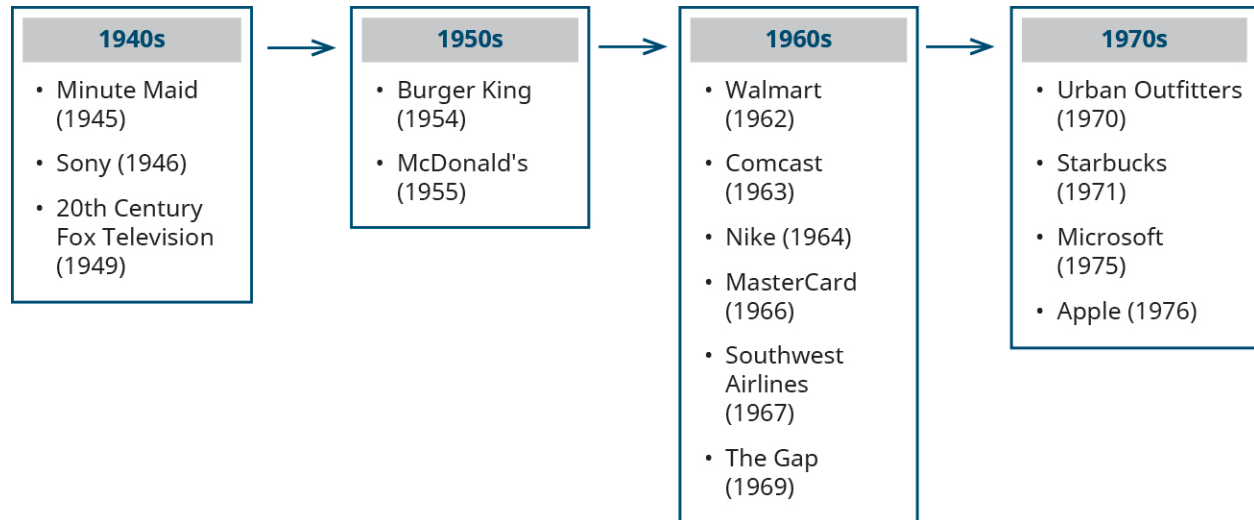 1940s
• Minute Maid
(1945)
• Sony (1946)
• 20th Century
Fox Television
(1949)
1950s
• Burger King
(1954)
• McDonald's
(1955)
1960s
• Walmart
(1962)
• Comcast
(1963)
• Nike (1964)
• MasterCard
(1966)
• Southwest
Airlines
(1967)
• The Gap
(1969)
1970s
• Urban Outfitters
(1970)
• Starbucks
(1971)
• Microsoft
(1975)
• Apple (1976)